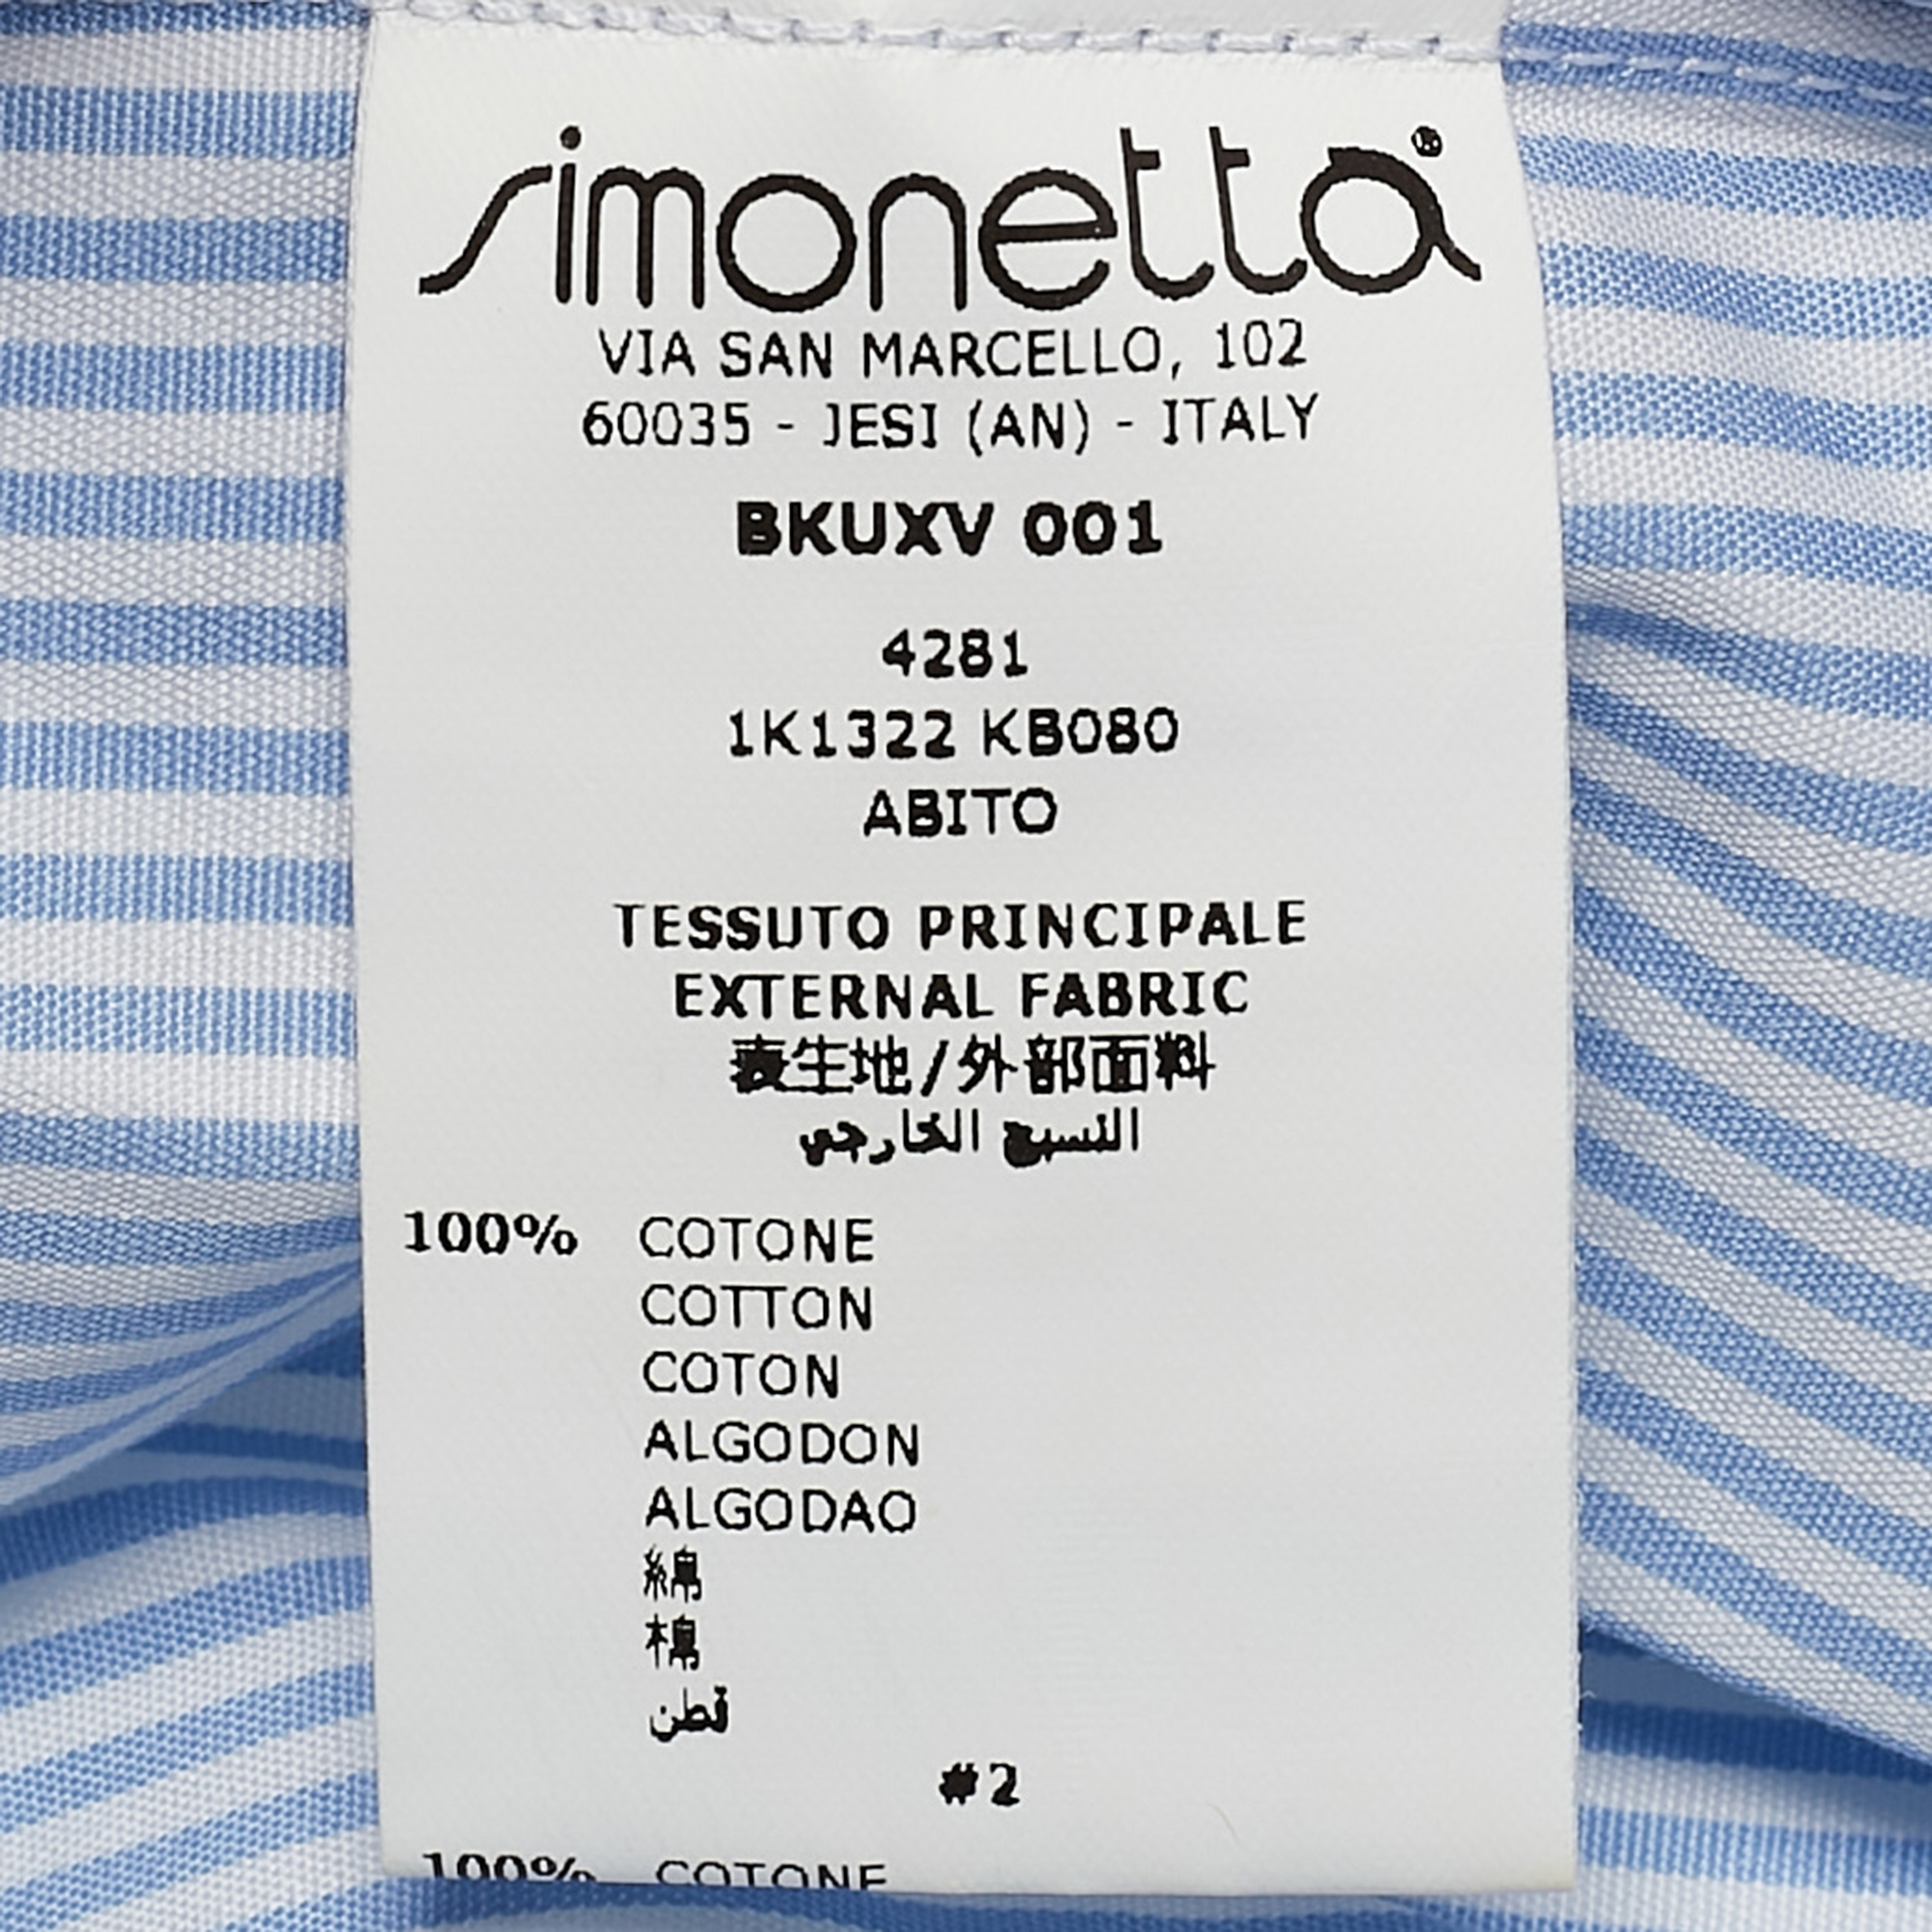 simonetta®
VIA SAN MARCELLO, 102
60035 - JESI (AN) - ITALY
BKUXV 001
4281
1K1322 KB080
ABITO
TESSUTO PRINCIPALE
EXTERNAL FABRIC
表生地/外部面料
النسيج الخارجي
100% COTONE
COTTON
COTON
ALGODON
ALGODAO
綿
棉
قطن
#2
100% COTONE